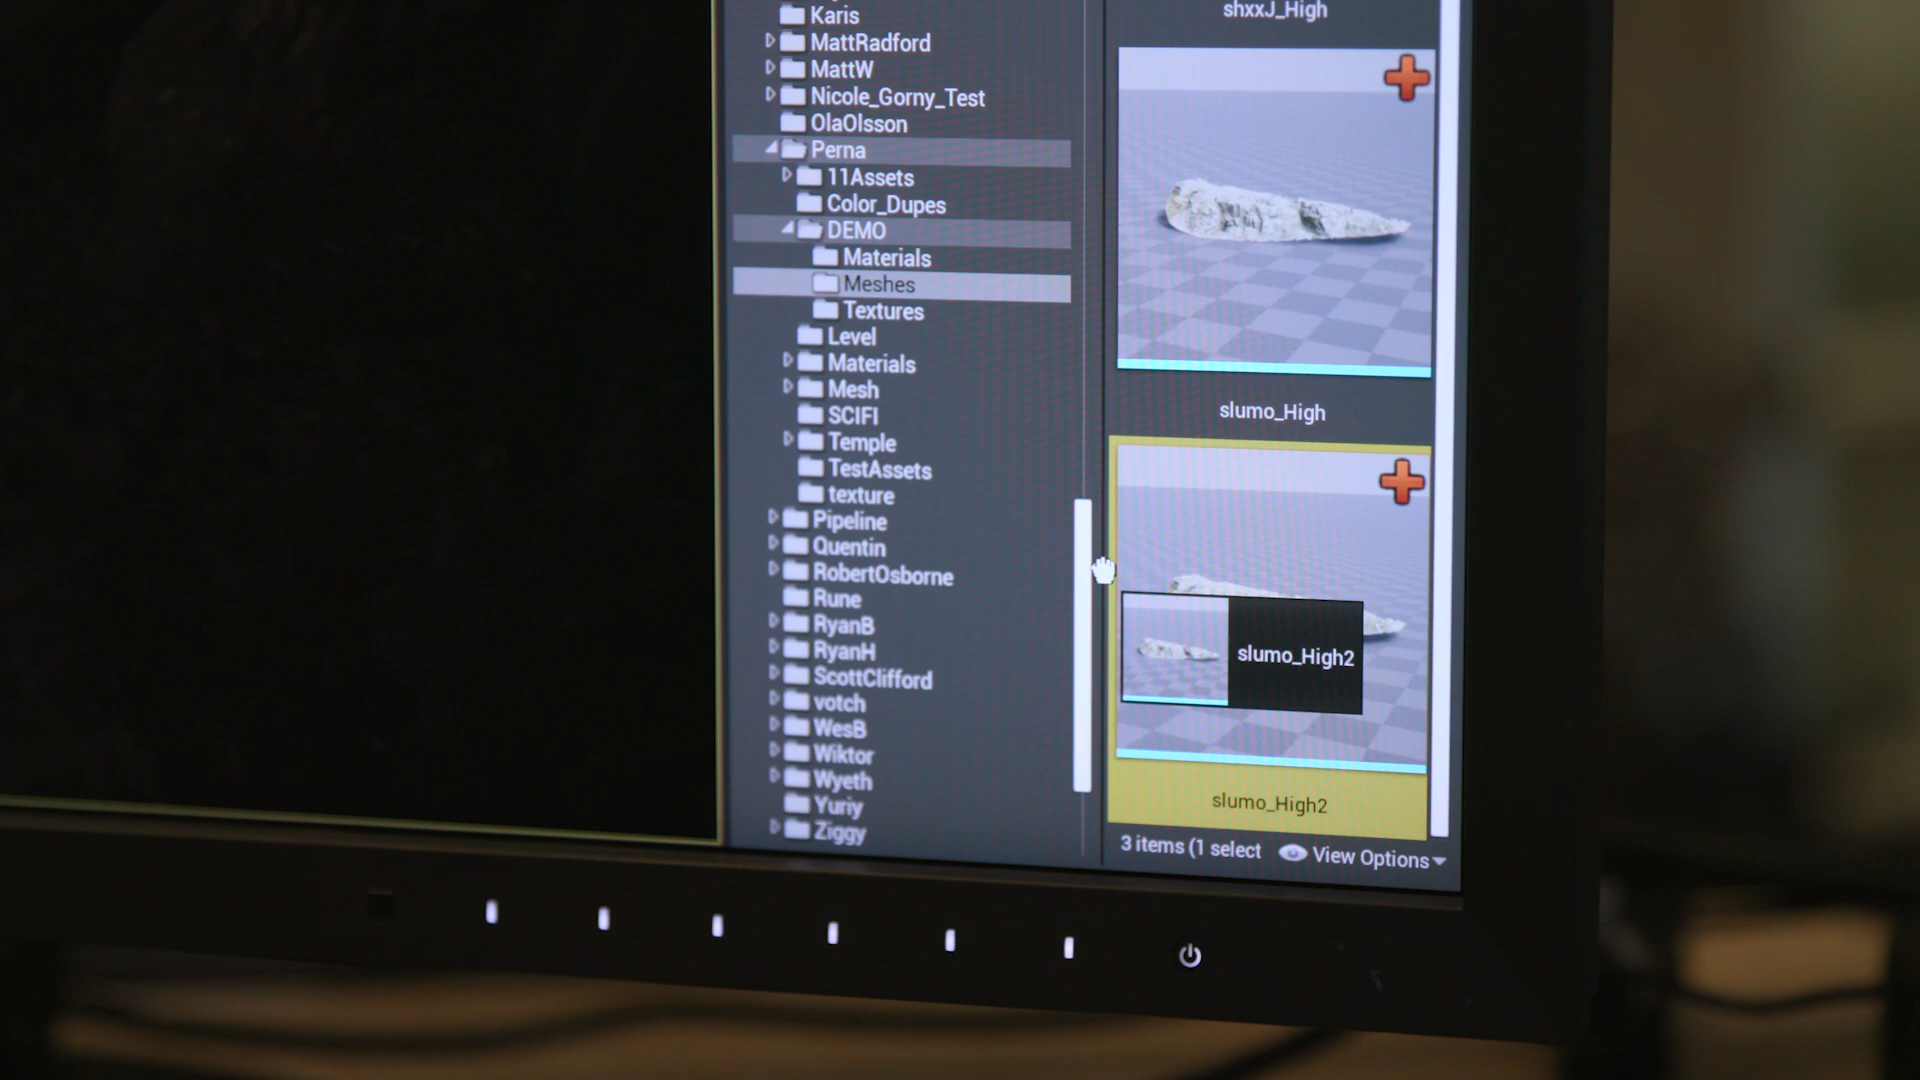 Karis
MattRadford
MattW
Nicole_Gorny_Test
OlaOlsson
Perna
11Assets
Color_Dupes
DEMO
Materials
Meshes
Textures
Level
Materials
Mesh
SCIFI
Temple
TestAssets
texture
Pipeline
Quentin
RobertOsborne
Rune
RyanB
RyanH
ScottClifford
votch
WesB
Wiktor
Wyeth
Yuriy
Ziggy
shxxJ_High
slumo_High
slumo_High2
slumo_High2
3 items (1 select
View Options